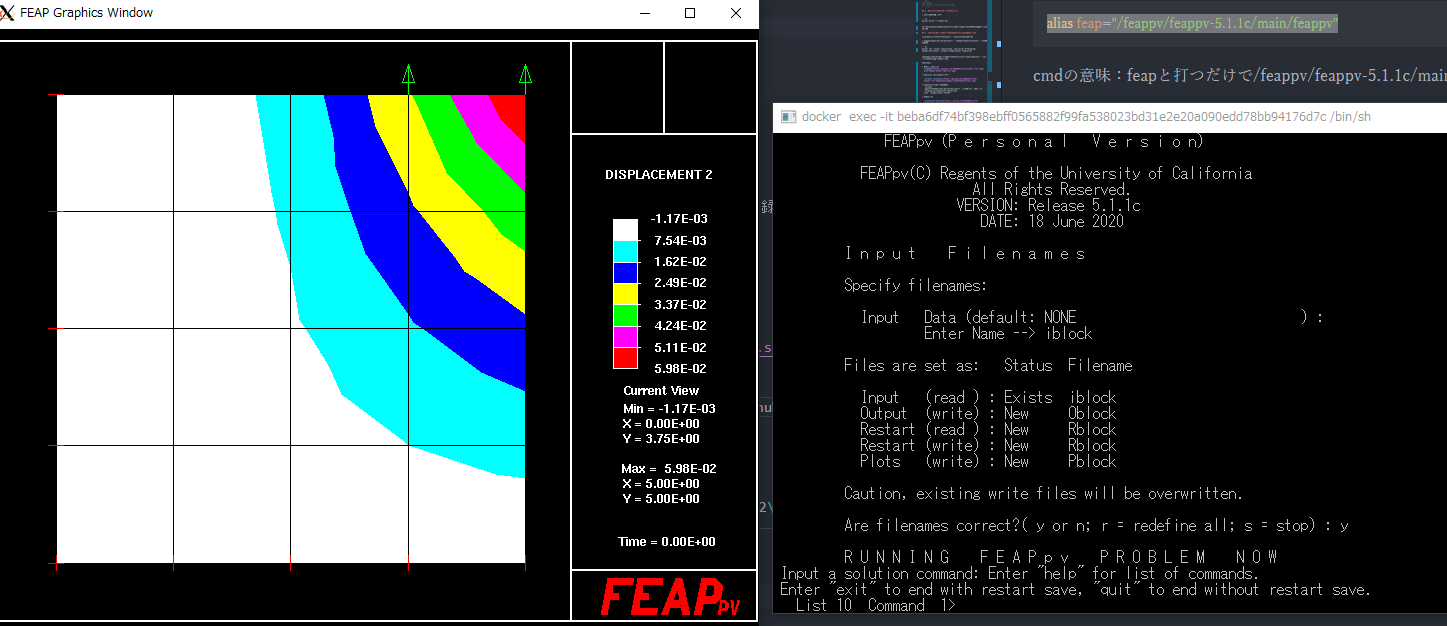 FEAP Graphics Window
DISPLACEMENT 2
-1.17E-03
7.54E-03
1.62E-02
2.49E-02
3.37E-02
4.24E-02
5.11E-02
5.98E-02
Current View
Min = -1.17E-03
X = 0.00E+00
Y = 3.75E+00
Max = 5.98E-02
X = 5.00E+00
Y = 5.00E+00
Time = 0.00E+00
FEAPpv
alias feap="/feappv/feappv-5.1.1c/main/feappv"
cmdの意味：feapと打つだけで/feappv/feappv-5.1.1c/mai
docker exec -it beba6df74bf398ebff0565882f99fa538023bd31e2e20a090edd78bb94176d7c /bin/sh
FEAPpv (P e r s o n a l   V e r s i o n)
FEAPpv(C) Regents of the University of California
All Rights Reserved.
VERSION: Release 5.1.1c
DATE: 18 June 2020
I n p u t   F i l e n a m e s
Specify filenames:
Input   Data (default: NONE                            ) :
Enter Name --> iblock
Files are set as:   Status  Filename
Input   (read ) : Exists  iblock
Output  (write) : New     Oblock
Restart (read ) : New     Rblock
Restart (write) : New     Rblock
Plots   (write) : New     Pblock
Caution, existing write files will be overwritten.
Are filenames correct?( y or n; r = redefine all; s = stop) : y
R U N N I N G   F E A P p v   P R O B L E M   N O W
Input a solution command: Enter "help" for list of commands.
Enter "exit" to end with restart save, "quit" to end without restart save.
List 10  Command  1>